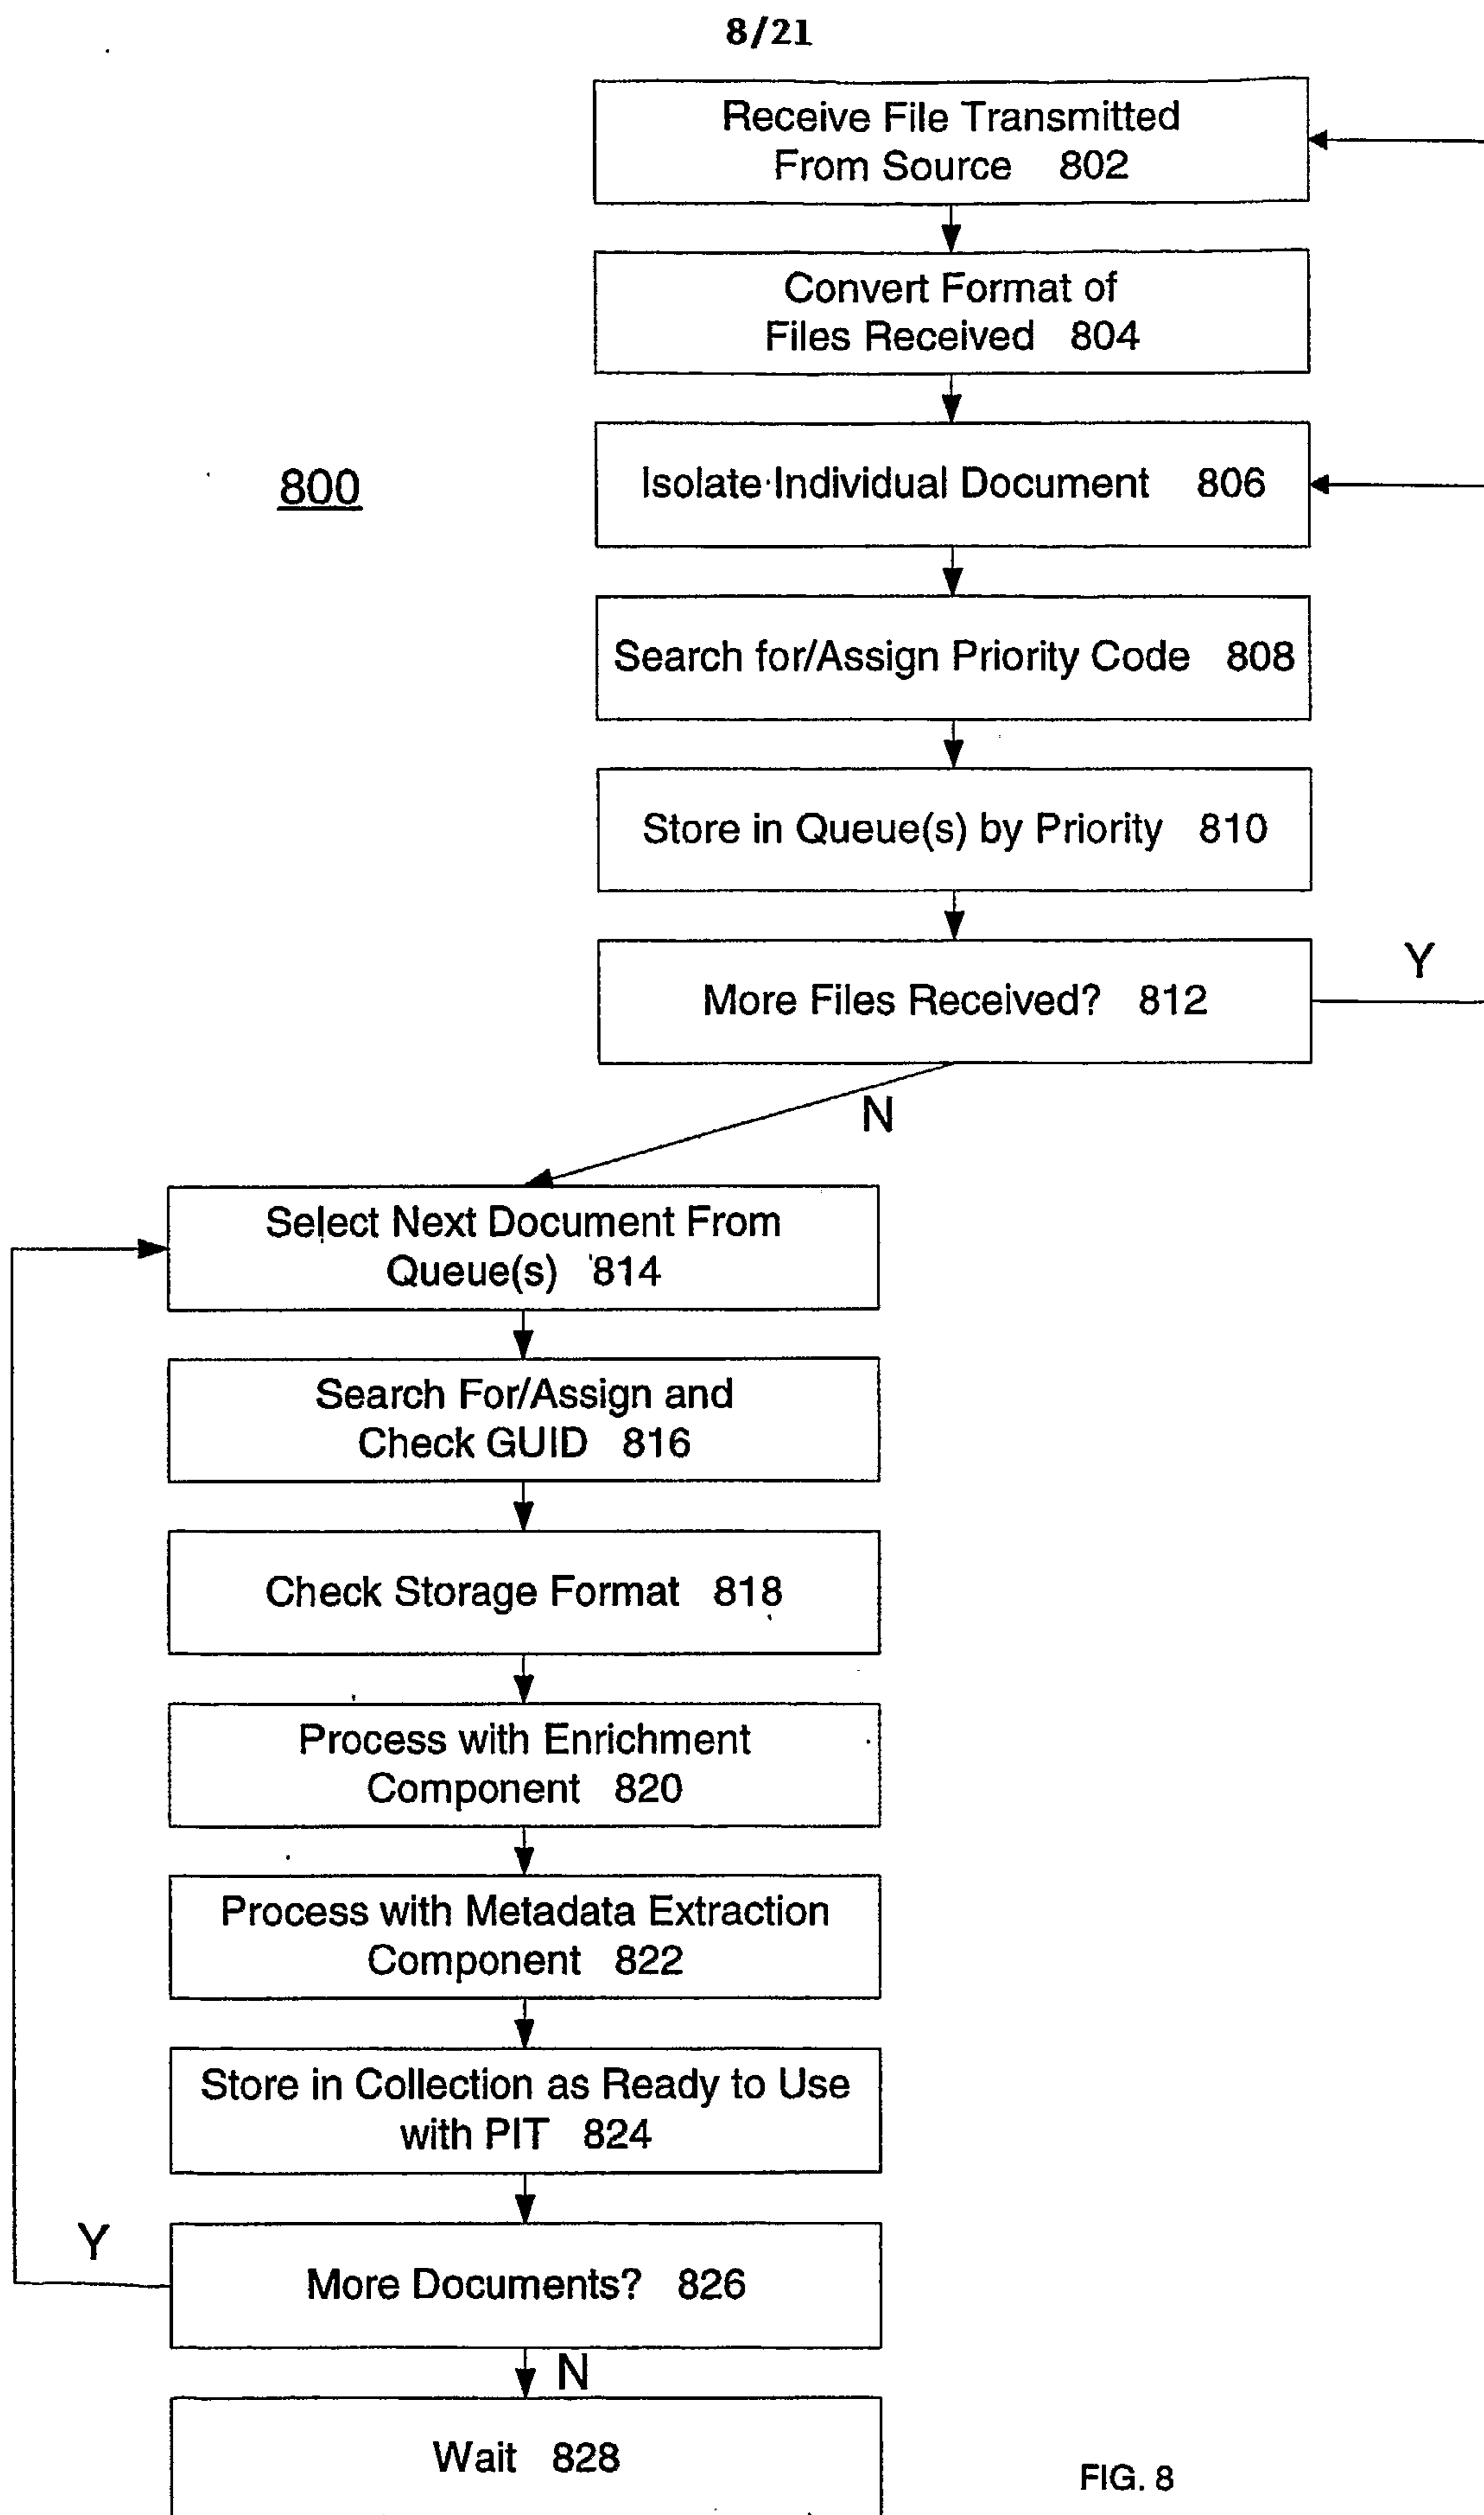 8/21
Receive File Transmitted
From Source 802
Convert Format of
Files Received 804
800
Isolate Individual Document 806
Search for/Assign Priority Code 808
Store in Queue(s) by Priority 810
More Files Received? 812
Y
N
Select Next Document From
Queue(s) 814
Search For/Assign and
Check GUID 816
Check Storage Format 818
Process with Enrichment
Component 820
Process with Metadata Extraction
Component 822
Store in Collection as Ready to Use
with PIT 824
Y
More Documents? 826
N
Wait 828
FIG. 8